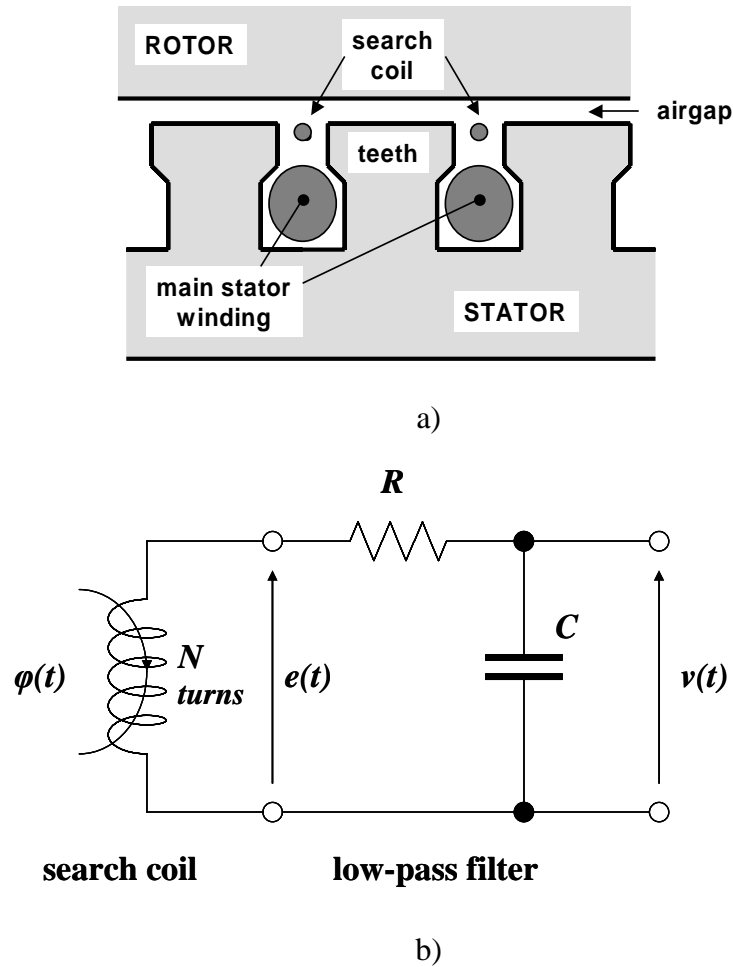 ROTOR
search
coil
airgap
teeth
main stator
winding
STATOR
a)
R
φ(t)
N
turns
e(t)
C
v(t)
search coil
low-pass filter
b)